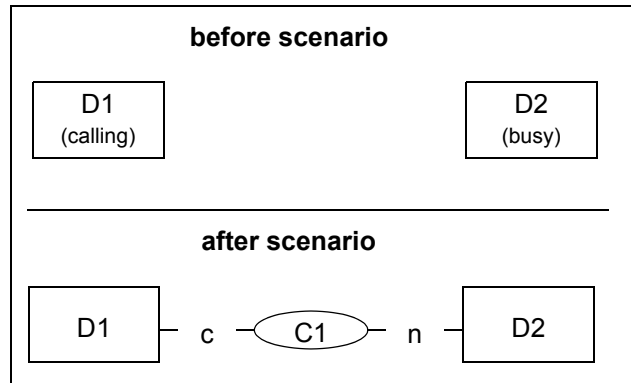 before scenario
D1 D2
(calling) (busy)
after scenario
D1 c C1 n D2